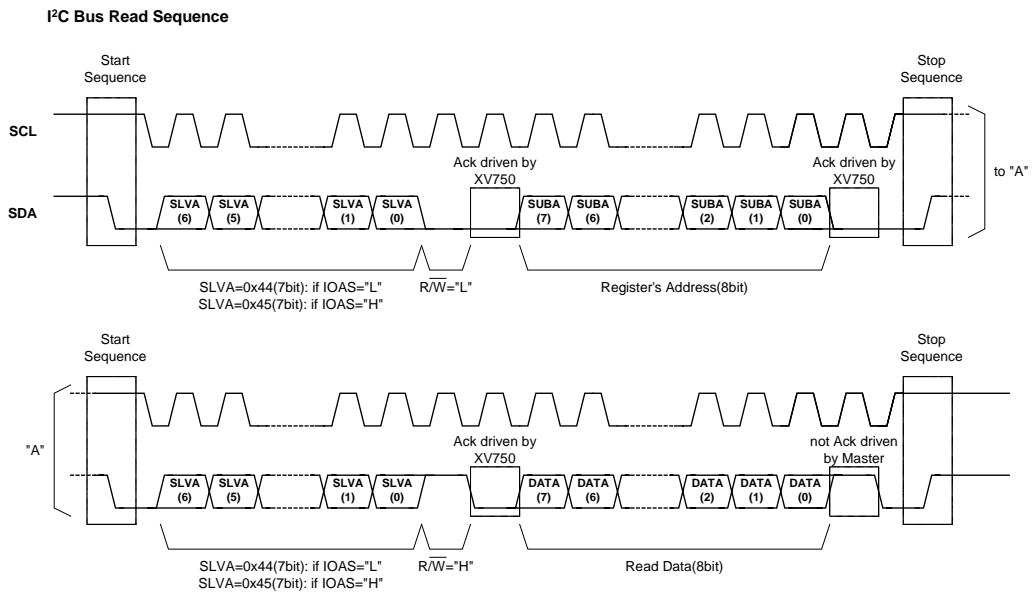 I²C Bus Read Sequence
Start
Sequence
Stop
Sequence
SCL
Ack driven by
XV750
Ack driven by
XV750
to "A"
SDA
SLVA
(6)
SLVA
(5)
SLVA
(1)
SLVA
(0)
SUBA
(7)
SUBA
(6)
SUBA
(2)
SUBA
(1)
SUBA
(0)
SLVA=0x44(7bit): if IOAS="L"
SLVA=0x45(7bit): if IOAS="H"
R/W̅="L"
Register's Address(8bit)
Start
Sequence
Stop
Sequence
"A"
Ack driven by
XV750
not Ack driven
by Master
SLVA
(6)
SLVA
(5)
SLVA
(1)
SLVA
(0)
DATA
(7)
DATA
(6)
DATA
(2)
DATA
(1)
DATA
(0)
SLVA=0x44(7bit): if IOAS="L"
SLVA=0x45(7bit): if IOAS="H"
R/W̅="H"
Read Data(8bit)